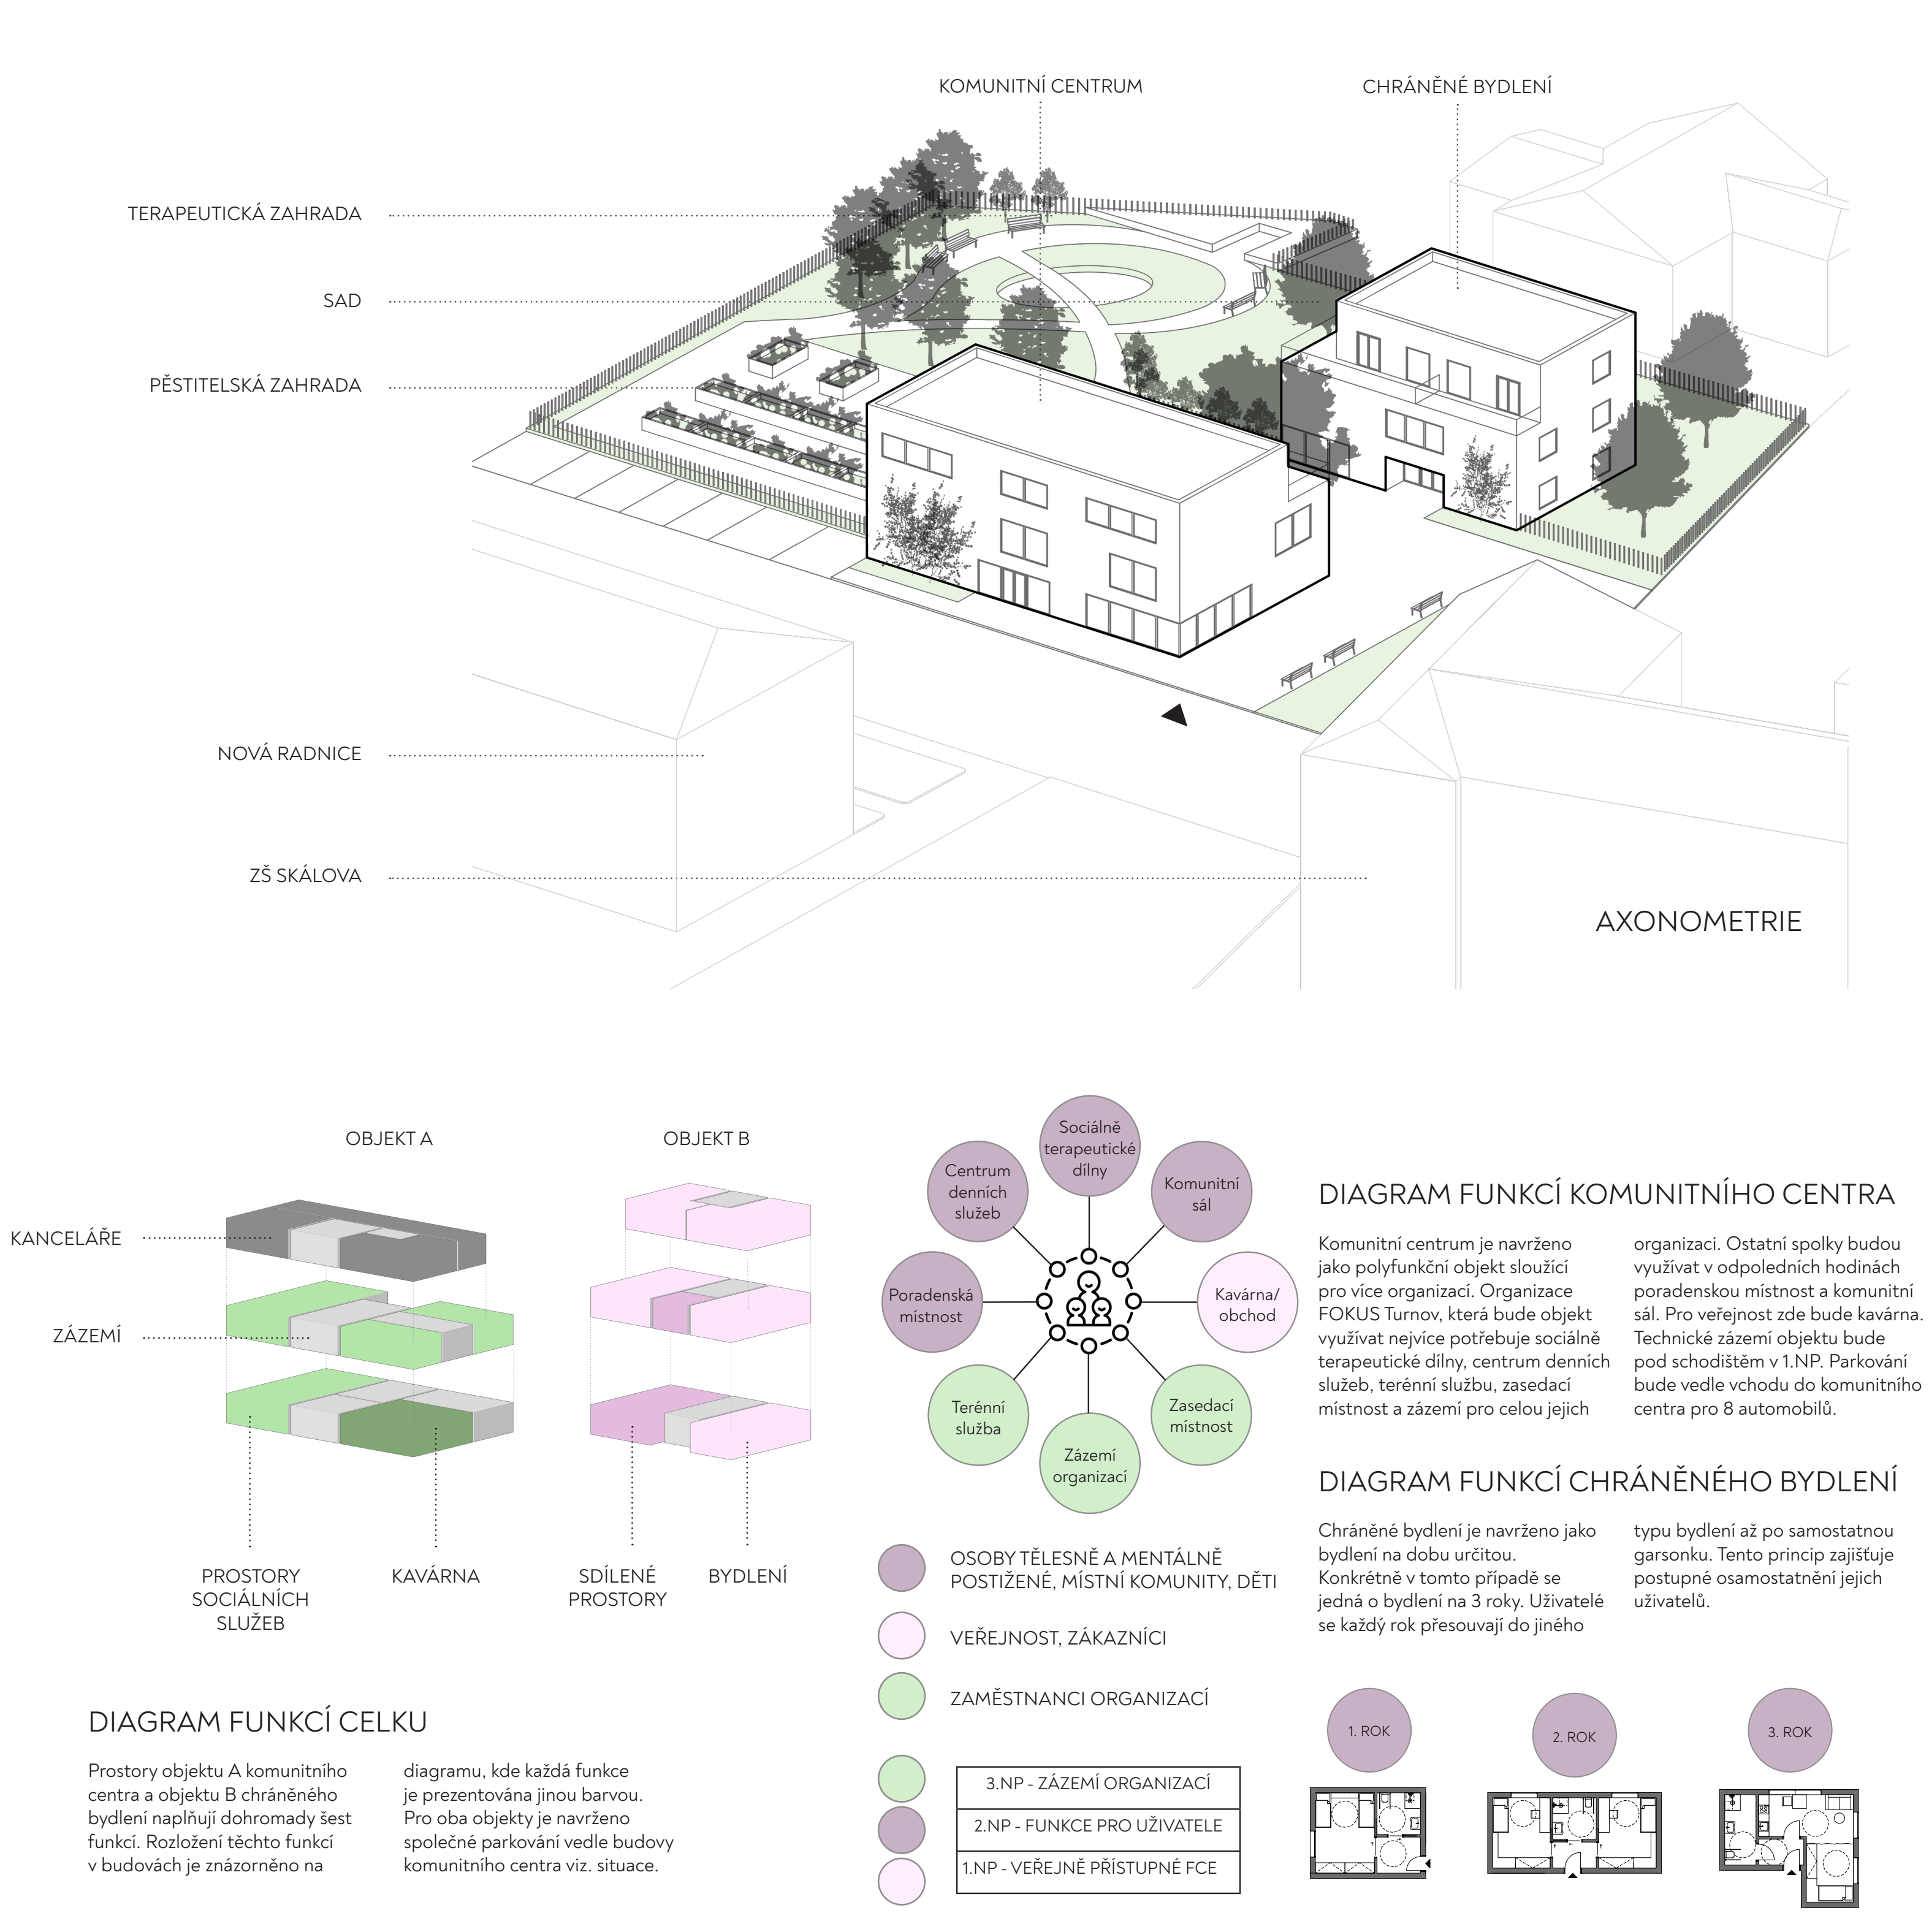 KOMUNITNÍ CENTRUM
CHRÁNĚNÉ BYDLENÍ
TERAPEUTICKÁ ZAHRADA
SAD
PĚSTITELSKÁ ZAHRADA
NOVÁ RADNICE
ZŠ SKÁLOVA
AXONOMETRIE
OBJEKT A
OBJEKT B
KANCELÁŘE
ZÁZEMÍ
PROSTORY
SOCIÁLNÍCH
SLUŽEB
KAVÁRNA
SDÍLENÉ
PROSTORY
BYDLENÍ
DIAGRAM FUNKCÍ CELKU
Prostory objektu A komunitního
centra a objektu B chráněného
bydlení naplňují dohromady šest
funkcí. Rozložení těchto funkcí
v budovách je znázorněno na
diagramu, kde každá funkce
je prezentována jinou barvou.
Pro oba objekty je navrženo
společné parkování vedle budovy
komunitního centra viz. situace.
Sociálně
terapeutické
dílny
Centrum
denních
služeb
Komunitní
sál
Poradenská
místnost
Kavárna/
obchod
Terénní
služba
Zasedací
místnost
Zázemí
organizací
OSOBY TĚLESNĚ A MENTÁLNĚ
POSTIŽENÉ, MÍSTNÍ KOMUNITY, DĚTI
VEŘEJNOST, ZÁKAZNÍCI
ZAMĚSTNANCI ORGANIZACÍ
3.NP - ZÁZEMÍ ORGANIZACÍ
2.NP - FUNKCE PRO UŽIVATELE
1.NP - VEŘEJNĚ PŘÍSTUPNÉ FCE
DIAGRAM FUNKCÍ KOMUNITNÍHO CENTRA
Komunitní centrum je navrženo
jako polyfunkční objekt sloužící
pro více organizací. Organizace
FOKUS Turnov, která bude objekt
využívat nejvíce potřebuje sociálně
terapeutické dílny, centrum denních
služeb, terénní službu, zasedací
místnost a zázemí pro celou jejich
organizaci. Ostatní spolky budou
využívat v odpoledních hodinách
poradenskou místnost a komunitní
sál. Pro veřejnost zde bude kavárna.
Technické zázemí objektu bude
pod schodištěm v 1.NP. Parkování
bude vedle vchodu do komunitního
centra pro 8 automobilů.
DIAGRAM FUNKCÍ CHRÁNĚNÉHO BYDLENÍ
Chráněné bydlení je navrženo jako
bydlení na dobu určitou.
Konkrétně v tomto případě se
jedná o bydlení na 3 roky. Uživatelé
se každý rok přesouvají do jiného
typu bydlení až po samostatnou
garsonku. Tento princip zajišťuje
postupné osamostatnění jejich
uživatelů.
1. ROK
2. ROK
3. ROK